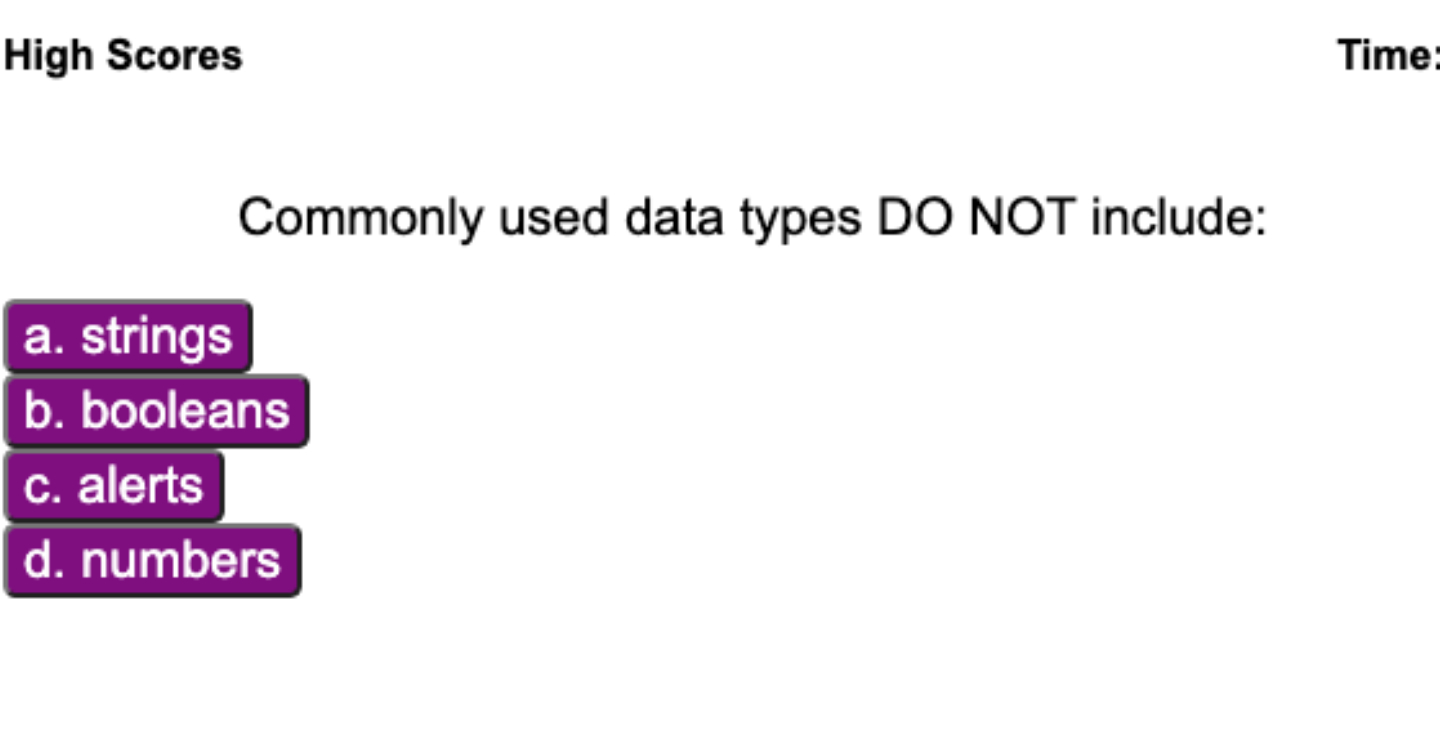 High Scores
Time:
Commonly used data types DO NOT include:
a. strings
b. booleans
c. alerts
d. numbers